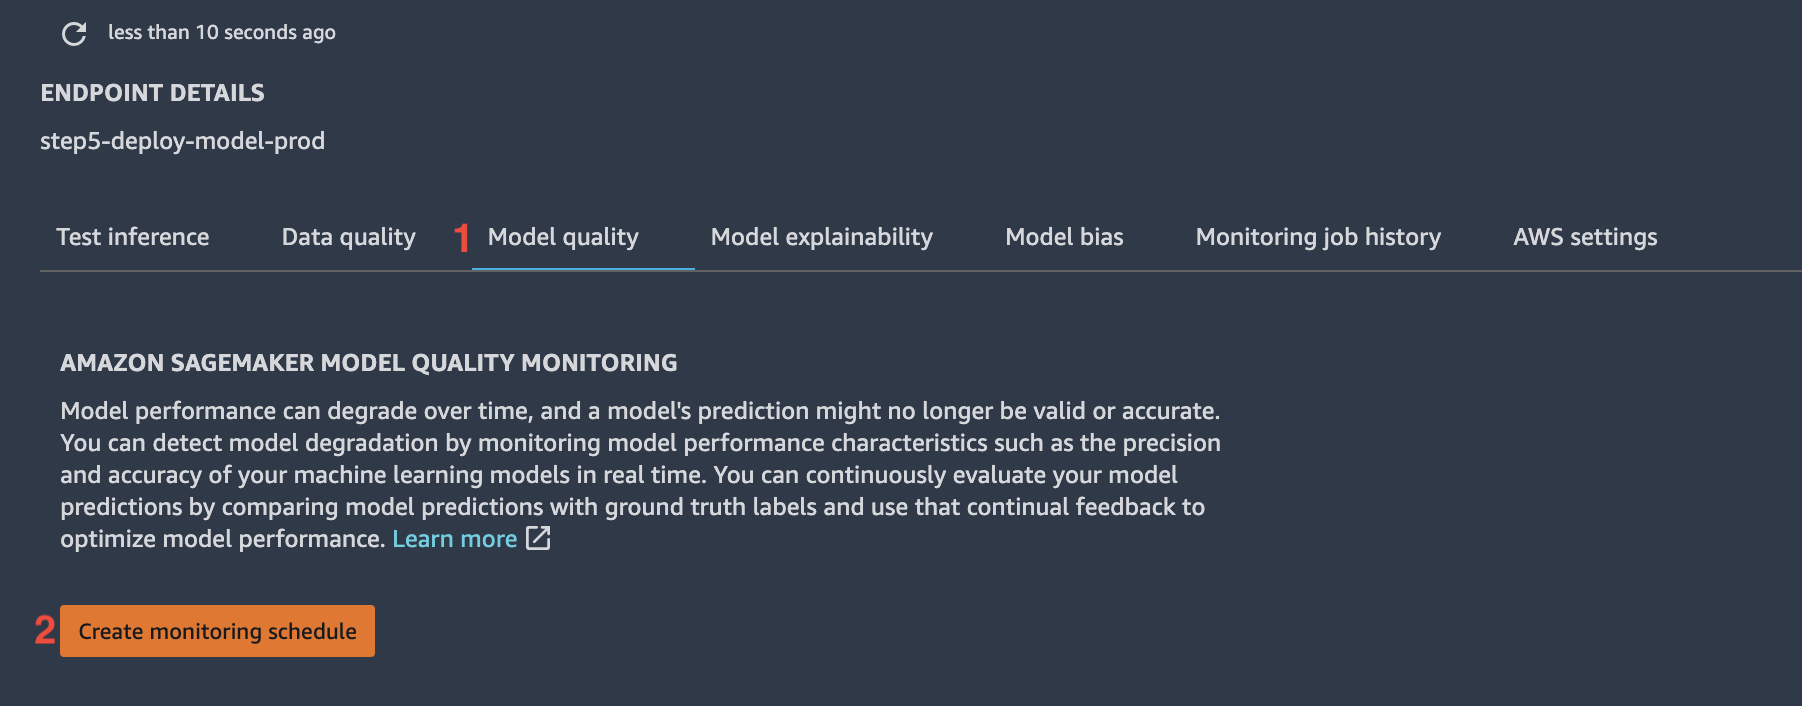 less than 10 seconds ago
ENDPOINT DETAILS
step5-deploy-model-prod
Test inference Data quality 1 Model quality Model explainability Model bias Monitoring job history AWS settings
AMAZON SAGEMAKER MODEL QUALITY MONITORING
Model performance can degrade over time, and a model's prediction might no longer be valid or accurate.
You can detect model degradation by monitoring model performance characteristics such as the precision
and accuracy of your machine learning models in real time. You can continuously evaluate your model
predictions by comparing model predictions with ground truth labels and use that continual feedback to
optimize model performance. Learn more
2 Create monitoring schedule